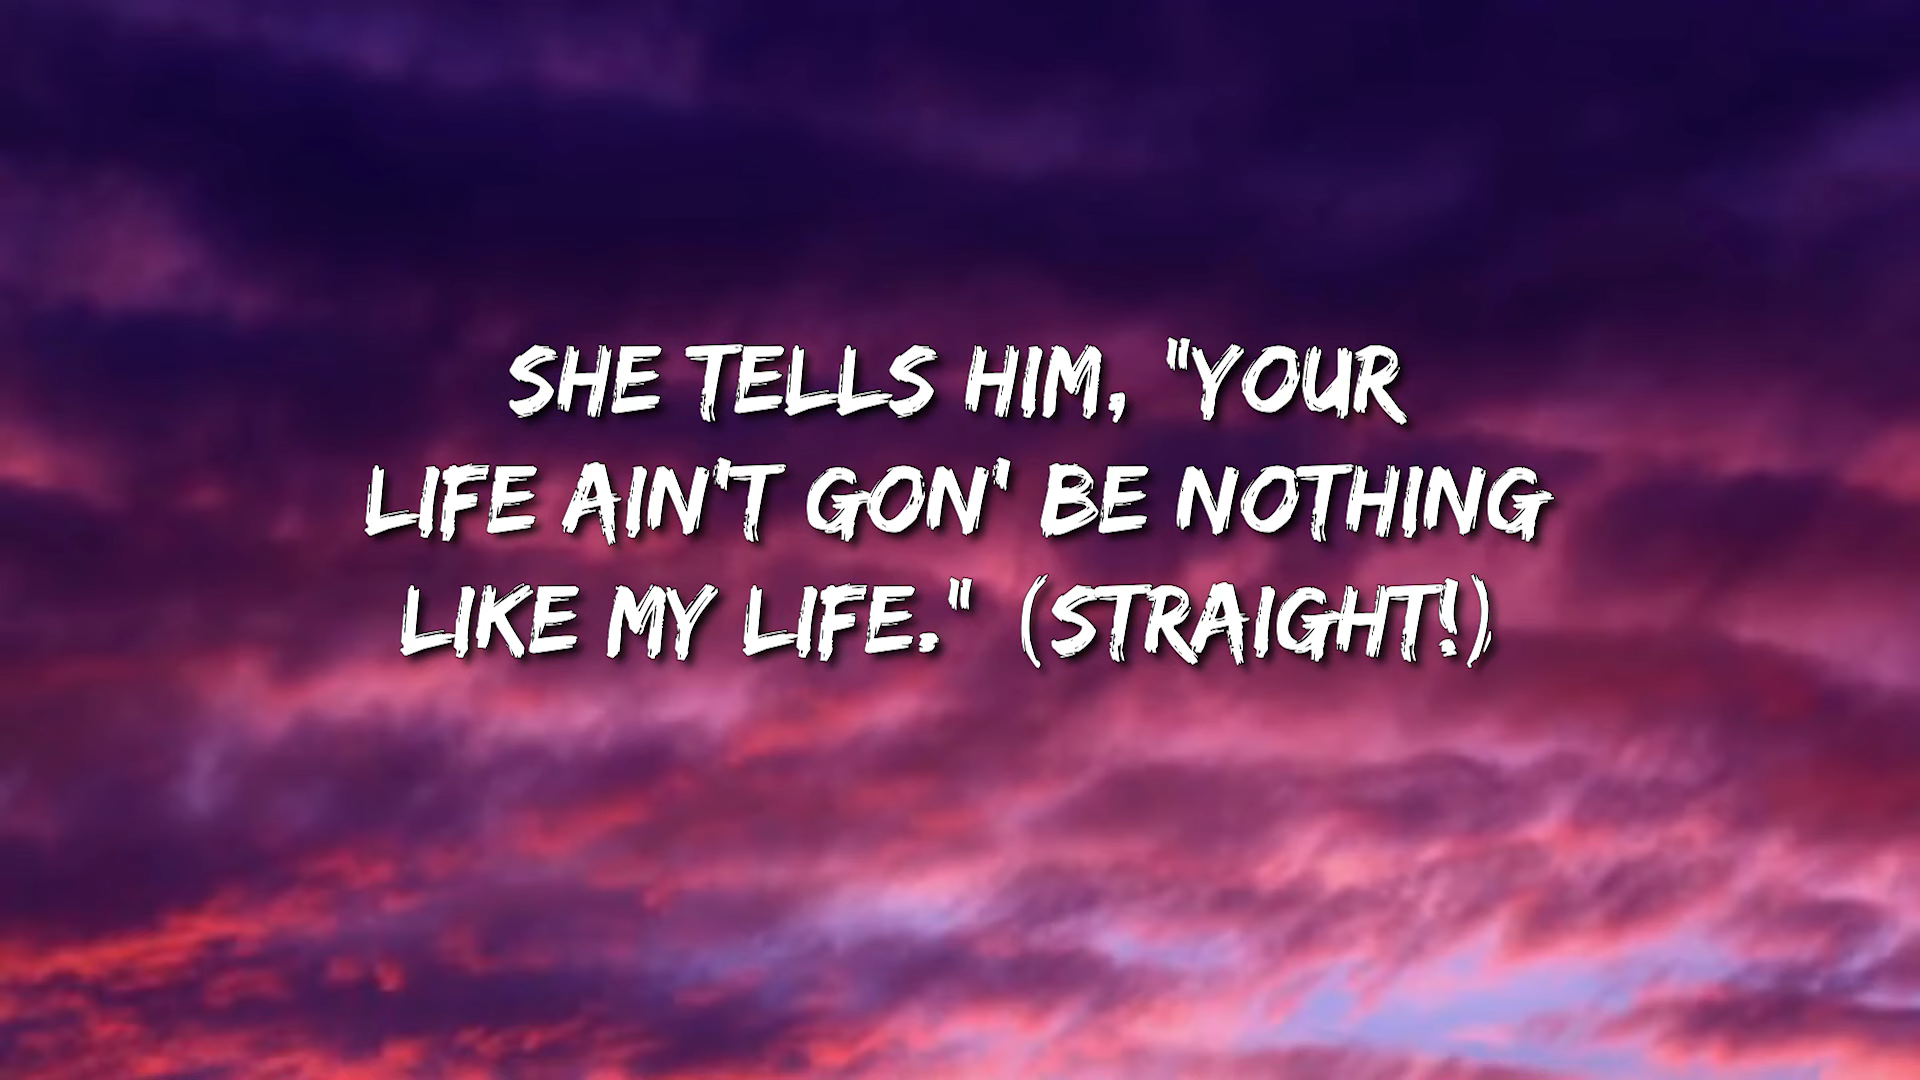 SHE TELLS HIM, "YOUR
LIFE AIN'T GON' BE NOTHING
LIKE MY LIFE." (STRAIGHT!)